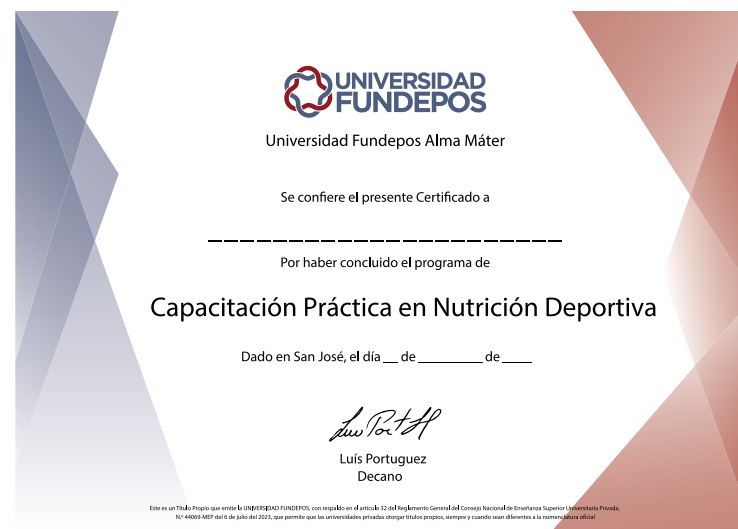 UNIVERSIDAD
FUNDEPOS
Universidad Fundepos Alma Máter
Se confiere el presente Certificado a
______________________
Por haber concluido el programa de
Capacitación Práctica en Nutrición Deportiva
Dado en San José, el día __ de _________ de ____
Luís Portuguez
Decano
Este es un Título Propio que emite la UNIVERSIDAD FUNDEPOS, con respaldo en el artículo 32 del Reglamento General del Consejo Nacional de Enseñanza Superior Universitaria Privada,
N.º 44069-MEP del 6 de julio del 2023, que permite que las universidades privadas otorgar títulos propios, siempre y cuando sean diferentes a la nomenclatura oficial